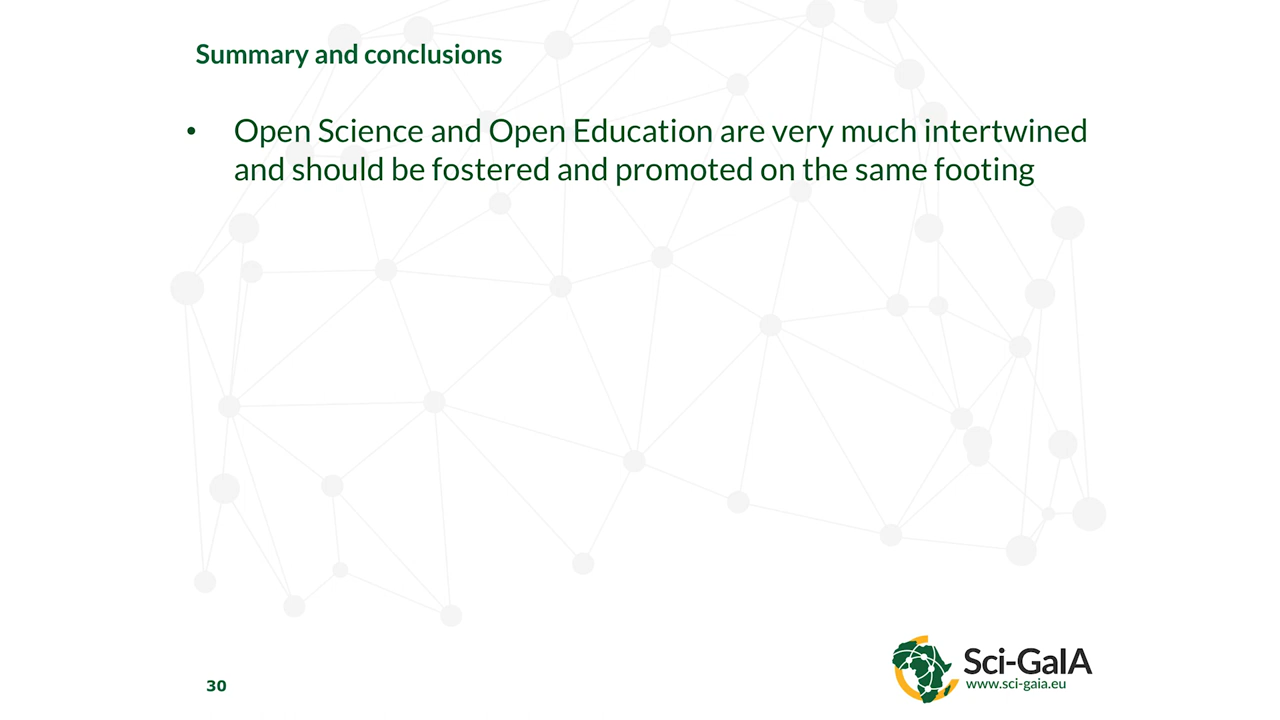 Summary and conclusions
• Open Science and Open Education are very much intertwined
and should be fostered and promoted on the same footing
30
Sci-GaIA
www.sci-gaia.eu